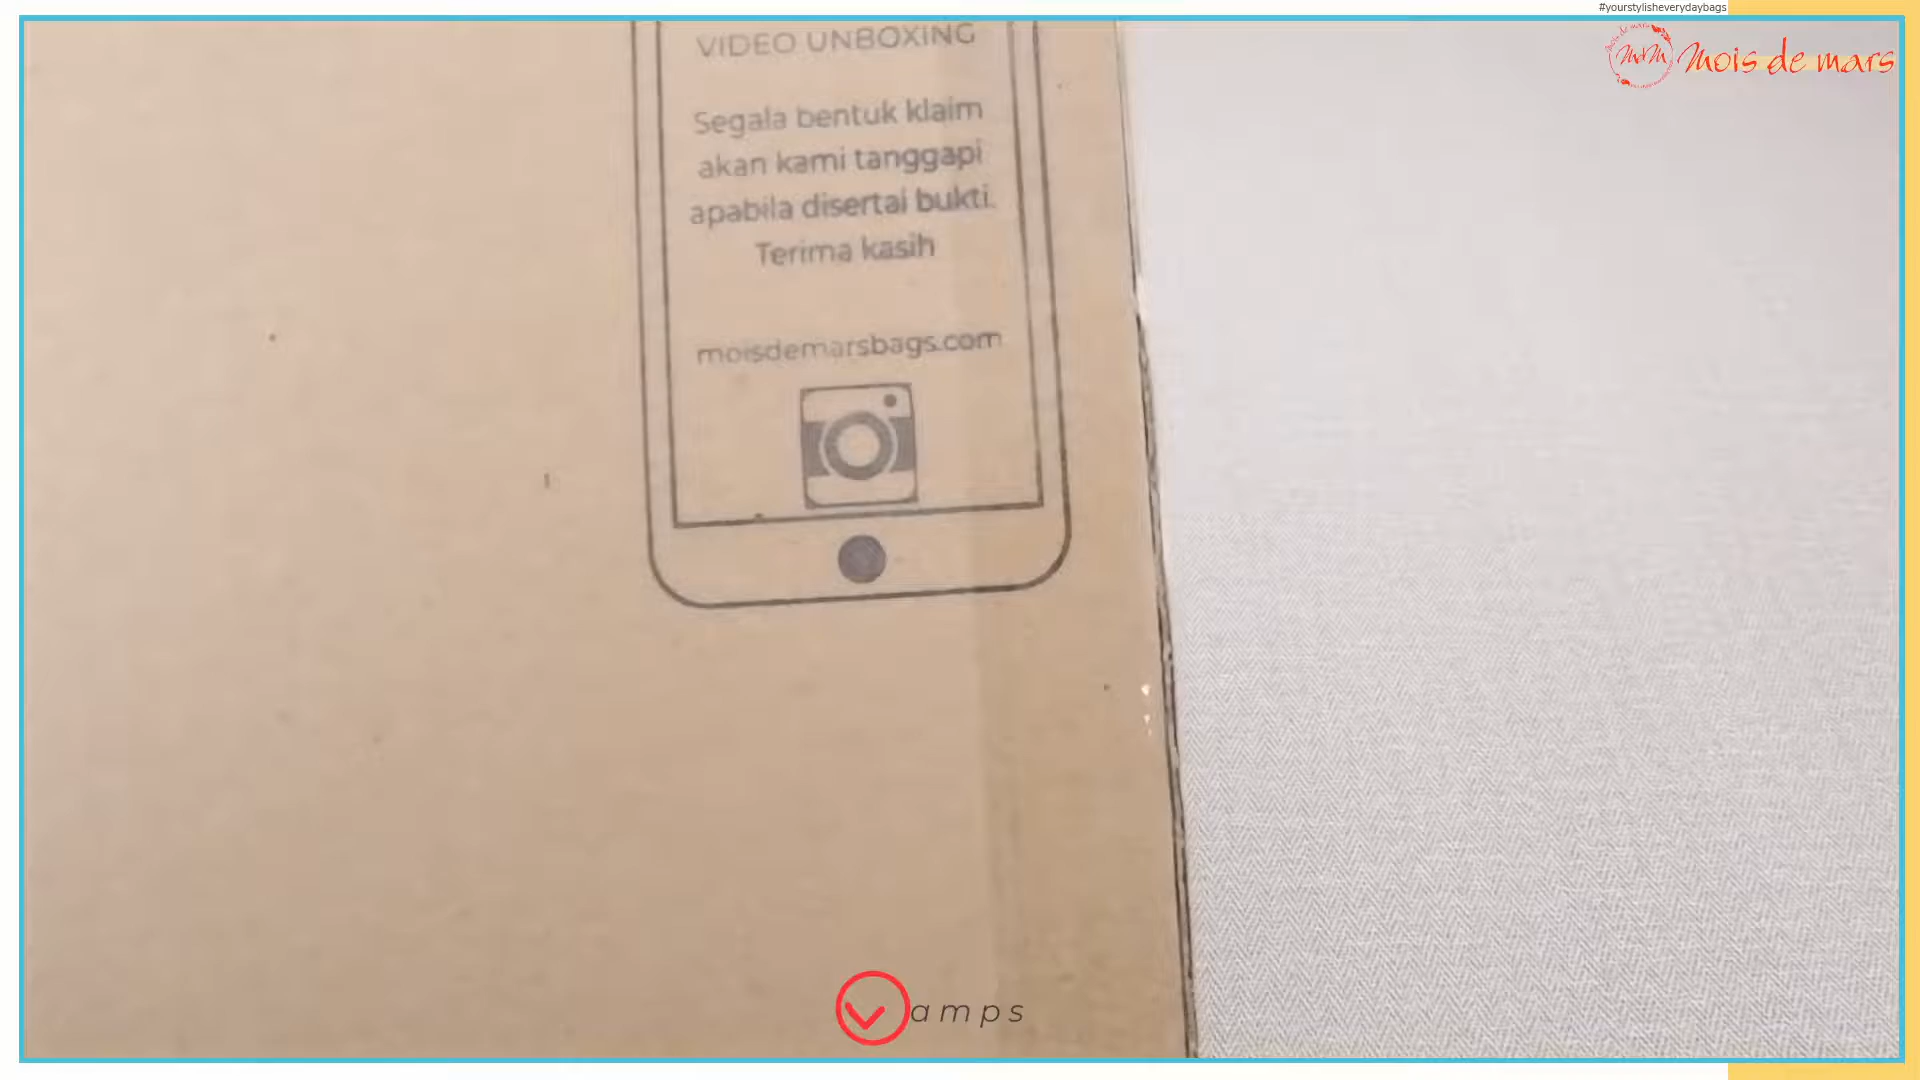 #yourstylisheverydaybags
Mois de mars
VIDEO UNBOXING
Segala bentuk klaim
akan kami tanggapi
apabila disertai bukti.
Terima kasih
moisdemarsbags.com
Vamps